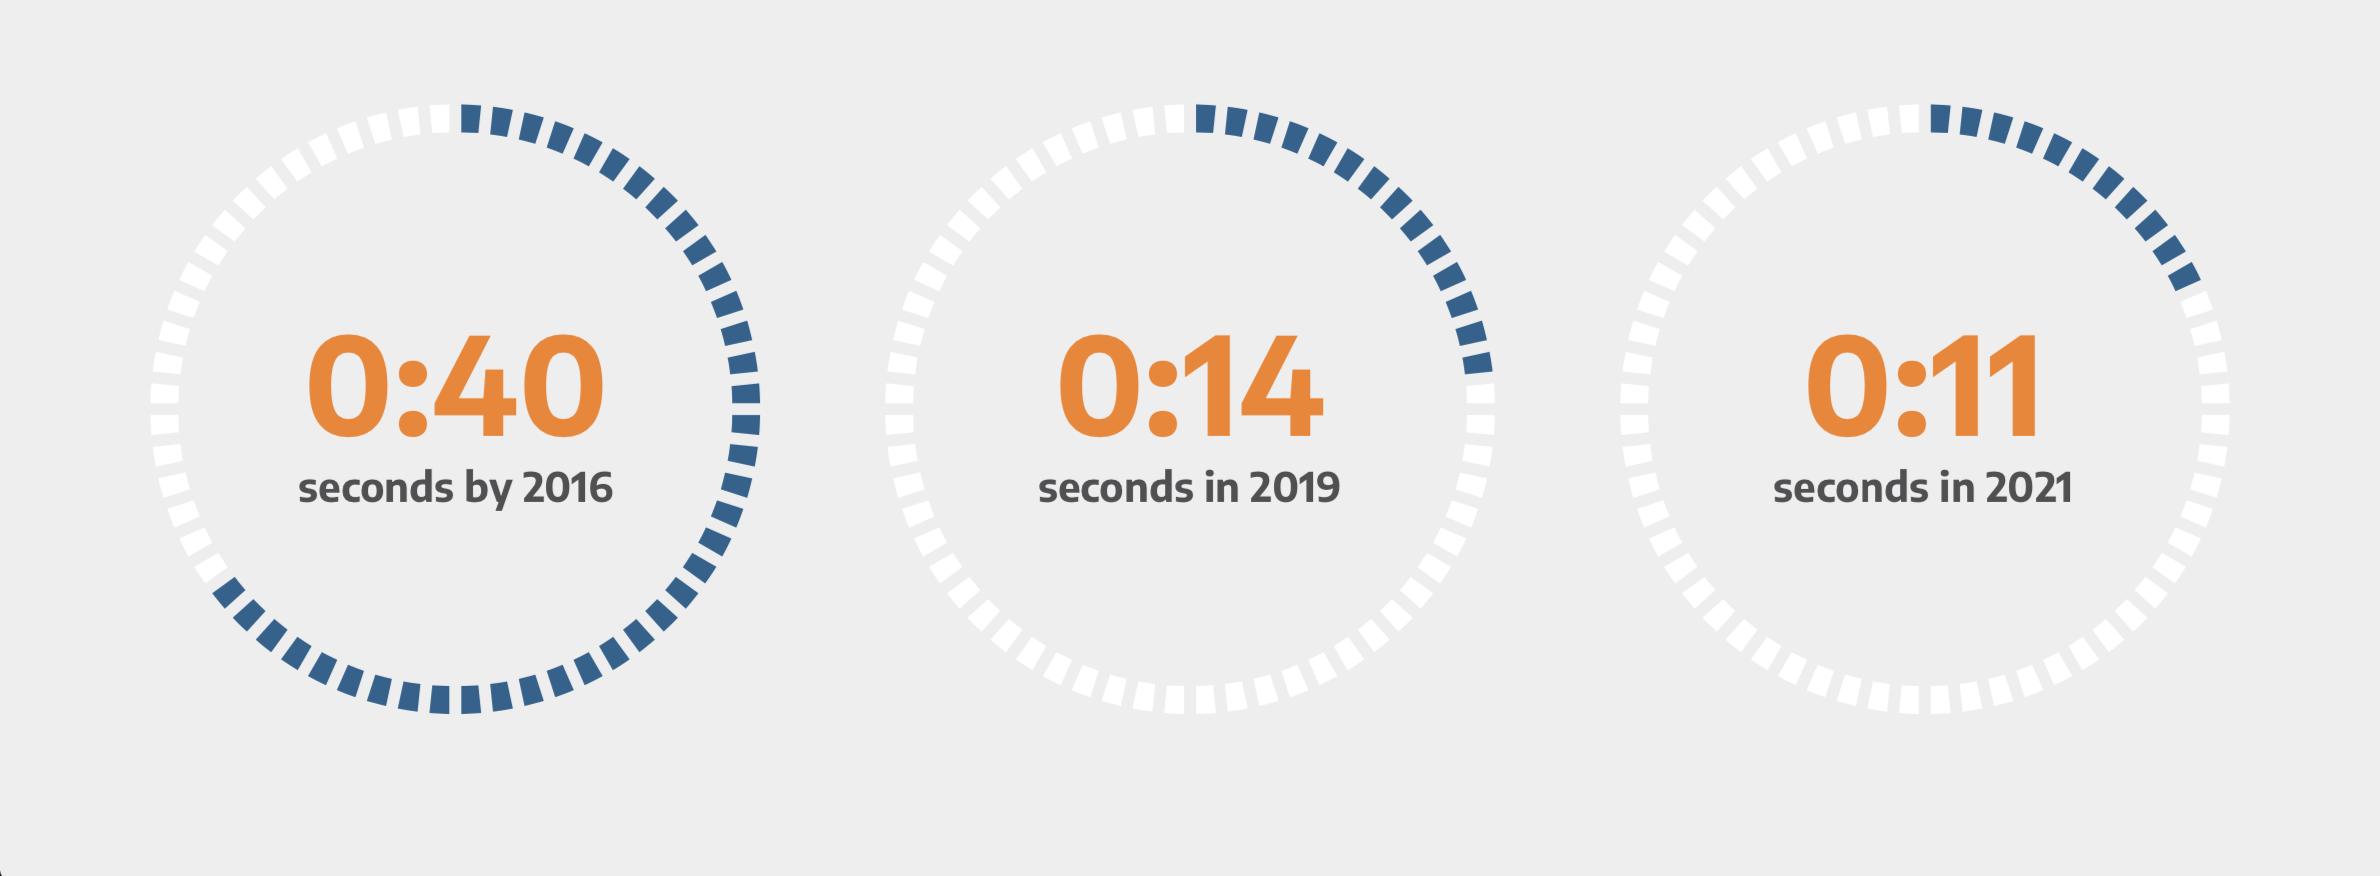 0:40
seconds by 2016
0:14
seconds in 2019
0:11
seconds in 2021